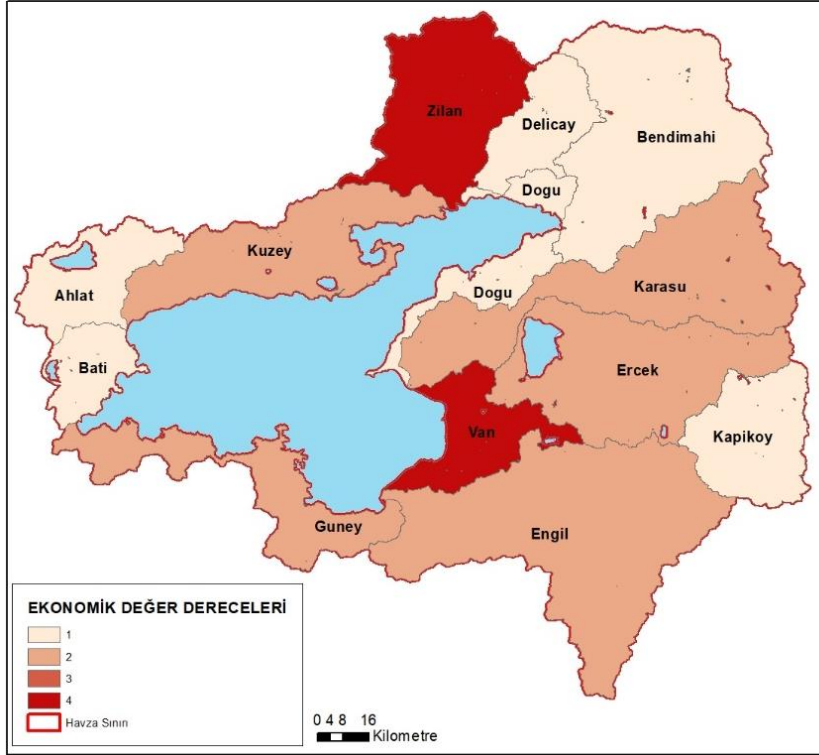 Zilan
Delicay
Bendimahi
Dogu
Kuzey
Ahlat
Dogu
Karasu
Bati
Ercek
Van
Kapikoy
Guney
Engil
EKONOMİK DEĞER DERECELERİ
1
2
3
4
Havza Sınırı
0 4 8 16
Kilometre